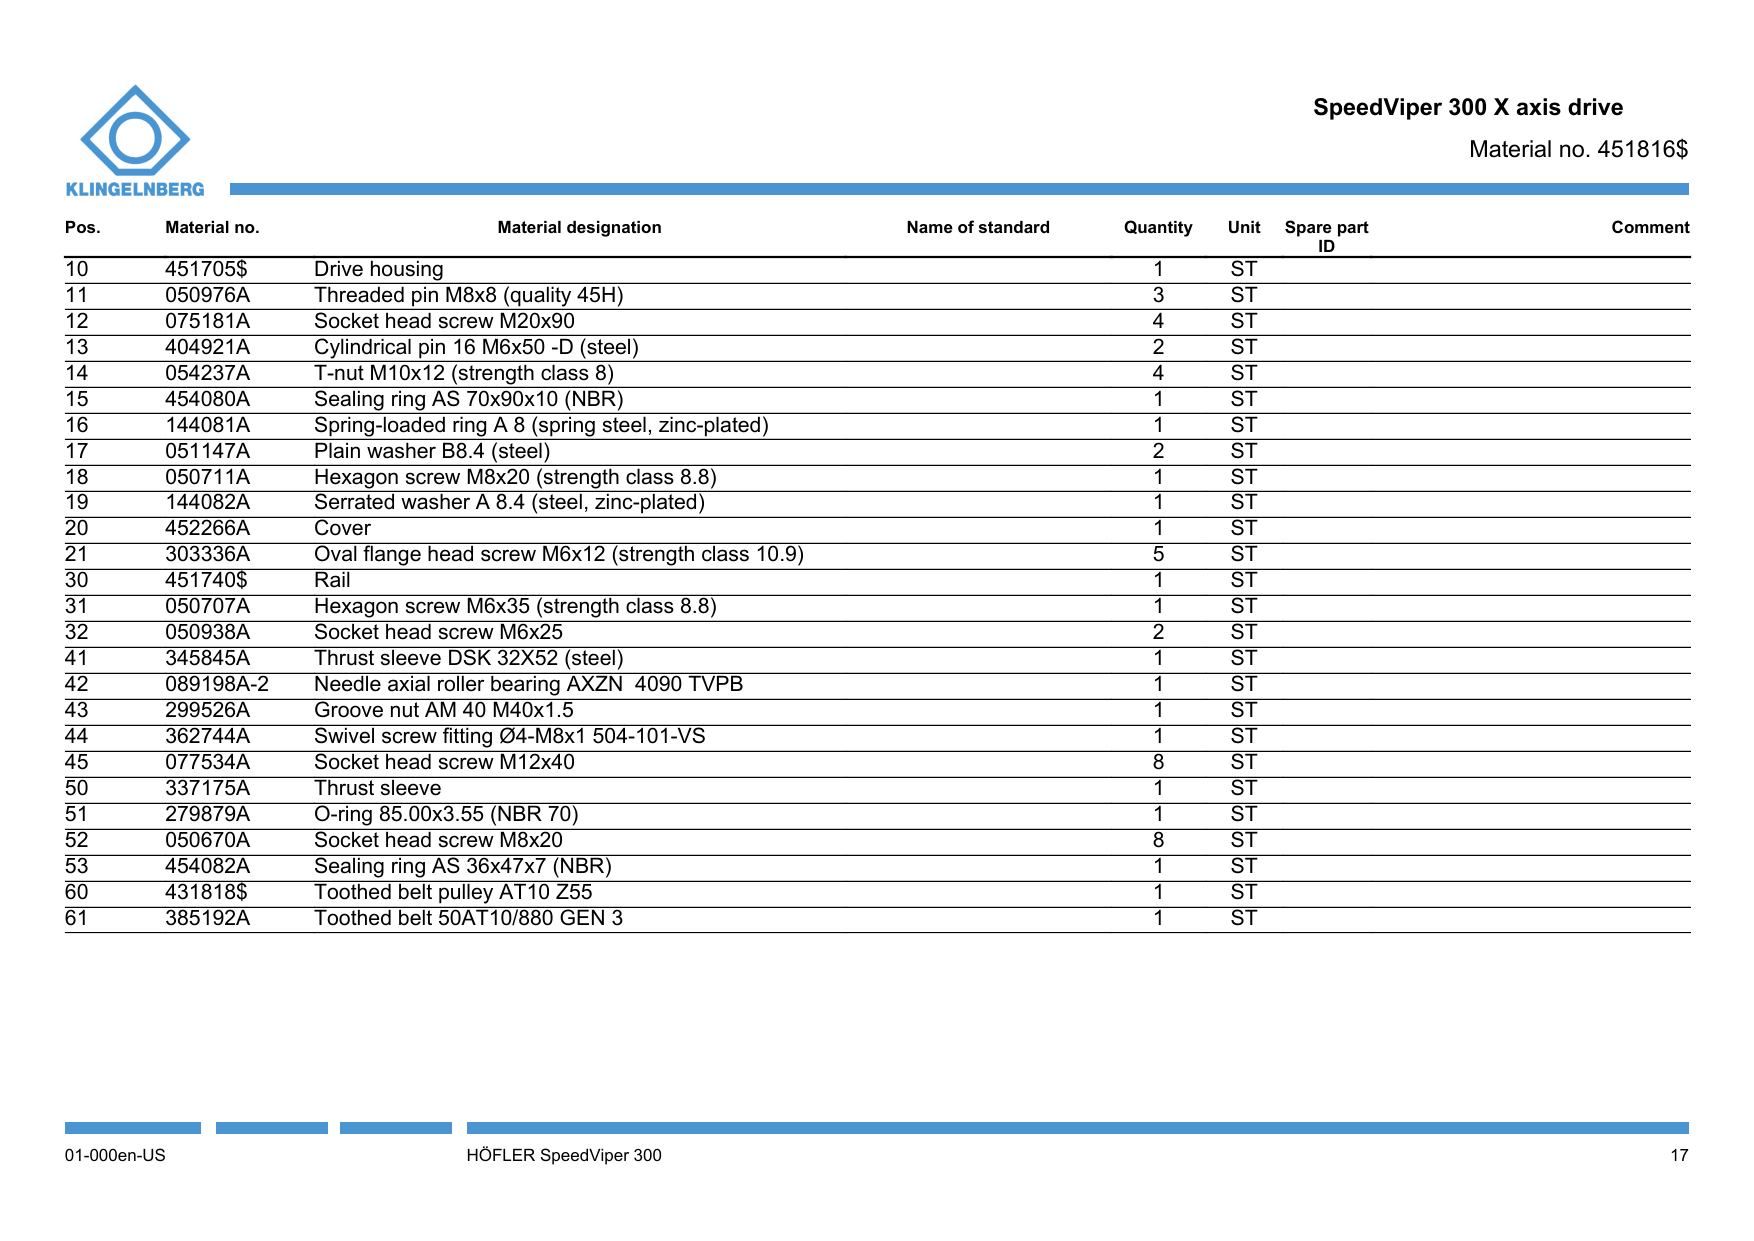 SpeedViper 300 X axis drive
Material no. 451816$
KLINGELNBERG
Pos. Material no. Material designation Name of standard Quantity Unit Spare part ID Comment
10 451705$ Drive housing 1 ST
11 050976A Threaded pin M8x8 (quality 45H) 3 ST
12 075181A Socket head screw M20x90 4 ST
13 404921A Cylindrical pin 16 M6x50 -D (steel) 2 ST
14 054237A T-nut M10x12 (strength class 8) 4 ST
15 454080A Sealing ring AS 70x90x10 (NBR) 1 ST
16 144081A Spring-loaded ring A 8 (spring steel, zinc-plated) 1 ST
17 051147A Plain washer B8.4 (steel) 2 ST
18 050711A Hexagon screw M8x20 (strength class 8.8) 1 ST
19 144082A Serrated washer A 8.4 (steel, zinc-plated) 1 ST
20 452266A Cover 1 ST
21 303336A Oval flange head screw M6x12 (strength class 10.9) 5 ST
30 451740$ Rail 1 ST
31 050707A Hexagon screw M6x35 (strength class 8.8) 1 ST
32 050938A Socket head screw M6x25 2 ST
41 345845A Thrust sleeve DSK 32X52 (steel) 1 ST
42 089198A-2 Needle axial roller bearing AXZN  4090 TVPB 1 ST
43 299526A Groove nut AM 40 M40x1.5 1 ST
44 362744A Swivel screw fitting Ø4-M8x1 504-101-VS 1 ST
45 077534A Socket head screw M12x40 8 ST
50 337175A Thrust sleeve 1 ST
51 279879A O-ring 85.00x3.55 (NBR 70) 1 ST
52 050670A Socket head screw M8x20 8 ST
53 454082A Sealing ring AS 36x47x7 (NBR) 1 ST
60 431818$ Toothed belt pulley AT10 Z55 1 ST
61 385192A Toothed belt 50AT10/880 GEN 3 1 ST
01-000en-US HÖFLER SpeedViper 300 17